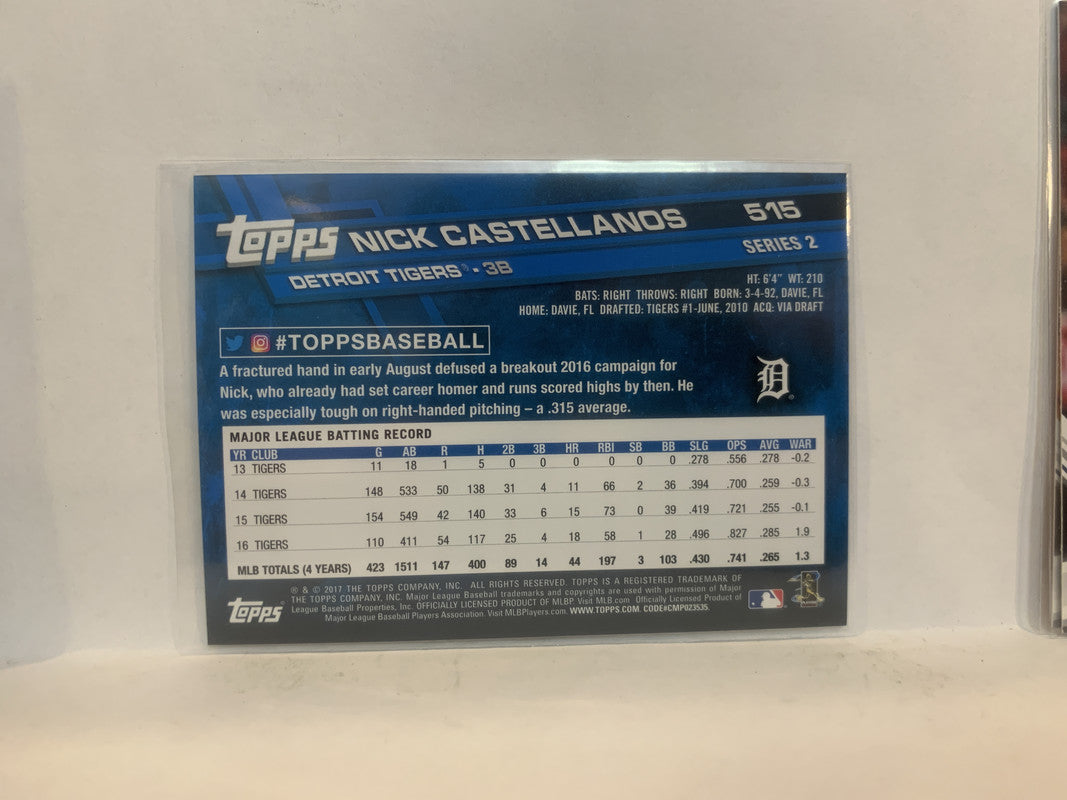 TOPPS NICK CASTELLANOS 515
DETROIT TIGERS® • 3B SERIES 2
HT: 6'4" WT: 210
BATS: RIGHT THROWS: RIGHT BORN: 3-4-92, DAVIE, FL
HOME: DAVIE, FL DRAFTED: TIGERS #1-JUNE, 2010 ACQ: VIA DRAFT
#TOPPSBASEBALL
A fractured hand in early August defused a breakout 2016 campaign for
Nick, who already had set career homer and runs scored highs by then. He
was especially tough on right-handed pitching – a .315 average.
D
MAJOR LEAGUE BATTING RECORD
YR CLUB G AB R H 2B 3B HR RBI SB BB SLG OPS AVG WAR
13 TIGERS 11 18 1 5 0 0 0 0 0 0 .278 .556 .278 -0.2
14 TIGERS 148 533 50 138 31 4 11 66 2 36 .394 .700 .259 -0.3
15 TIGERS 154 549 42 140 33 6 15 73 0 39 .419 .721 .255 -0.1
16 TIGERS 110 411 54 117 25 4 18 58 1 28 .496 .827 .285 1.9
MLB TOTALS (4 YEARS) 423 1511 147 400 89 14 44 197 3 103 .430 .741 .265 1.3
® & © 2017 THE TOPPS COMPANY, INC. ALL RIGHTS RESERVED. TOPPS IS A REGISTERED TRADEMARK OF
THE TOPPS COMPANY, INC. Major League Baseball trademarks and copyrights are used with permission of Major
League Baseball Properties, Inc. OFFICIALLY LICENSED PRODUCT OF MLBP Visit MLB.com Officially Licensed Product of
Major League Baseball Players Association. Visit MLBPlayers.com. WWW.TOPPS.COM. CODE#CMP023535.
TOPPS